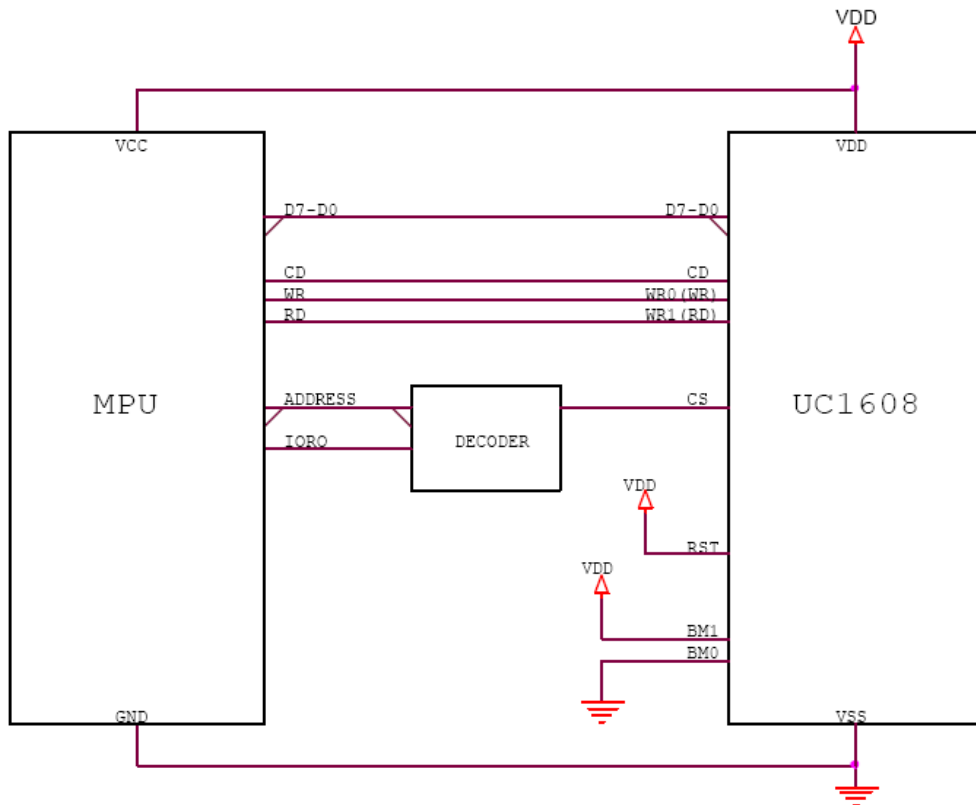 VDD
VCC VDD
D7-D0 D7-D0
CD CD
WR WR0(WR)
RD WR1(RD)
MPU
ADDRESS CS
UC1608
IORO DECODER
VDD
RST
VDD
BM1
BM0
GND VSS